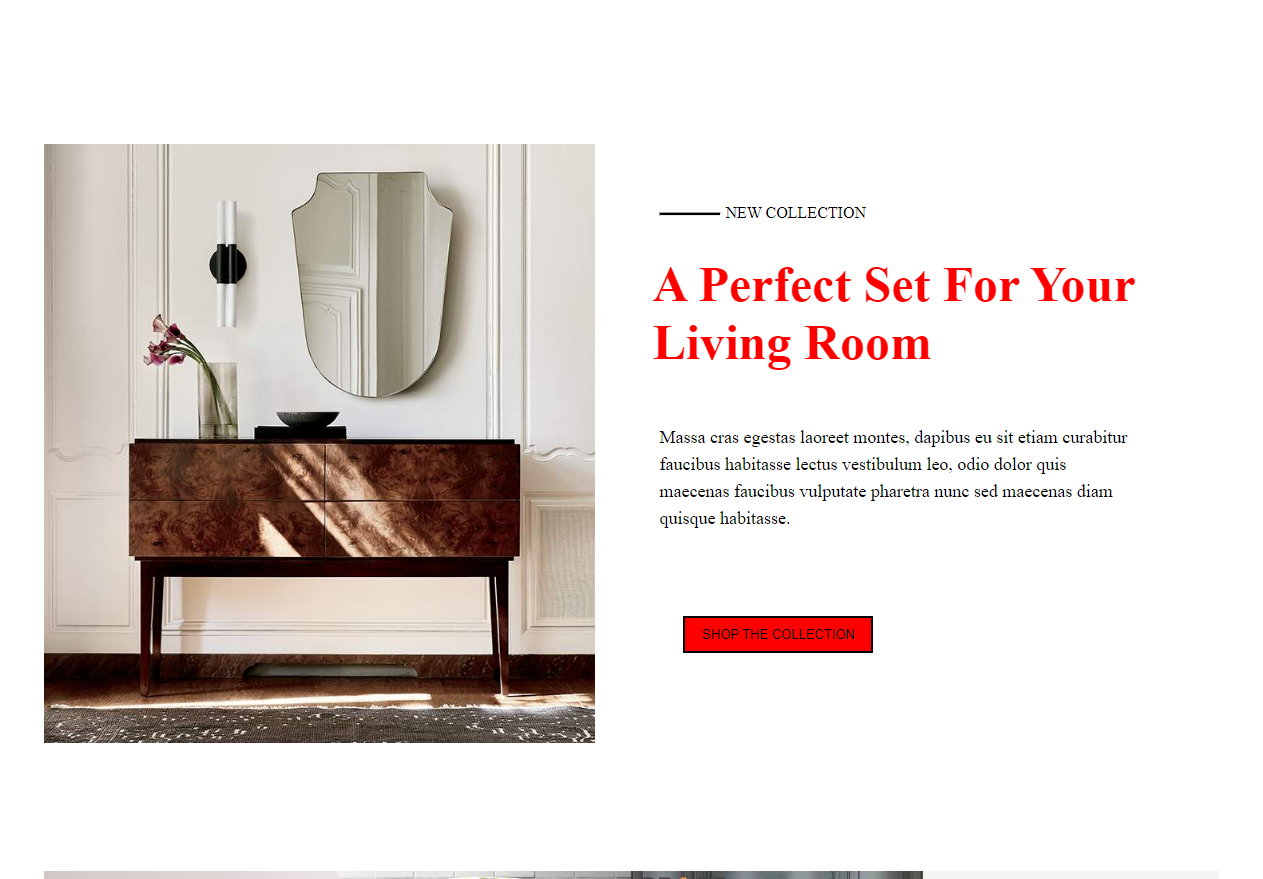 NEW COLLECTION
A Perfect Set For Your
Living Room
Massa cras egestas laoreet montes, dapibus eu sit etiam curabitur
faucibus habitasse lectus vestibulum leo, odio dolor quis
maecenas faucibus vulputate pharetra nunc sed maecenas diam
quisque habitasse.
SHOP THE COLLECTION